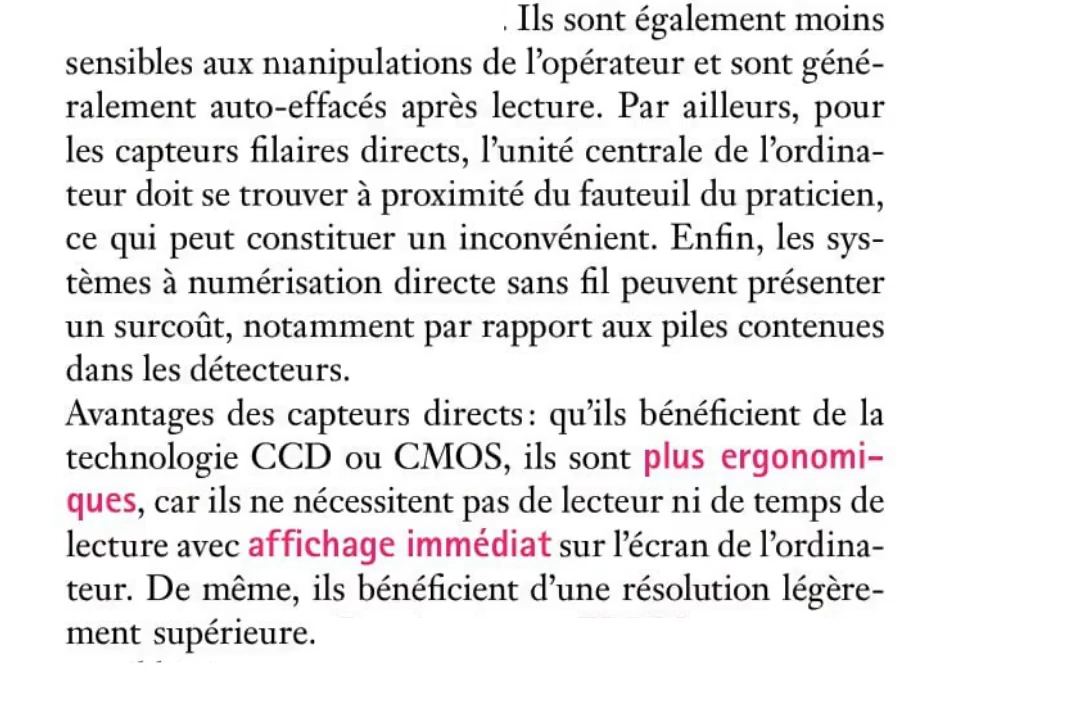 . Ils sont également moins
sensibles aux manipulations de l'opérateur et sont géné-
ralement auto-effacés après lecture. Par ailleurs, pour
les capteurs filaires directs, l'unité centrale de l'ordina-
teur doit se trouver à proximité du fauteuil du praticien,
ce qui peut constituer un inconvénient. Enfin, les sys-
tèmes à numérisation directe sans fil peuvent présenter
un surcoût, notamment par rapport aux piles contenues
dans les détecteurs.
Avantages des capteurs directs : qu'ils bénéficient de la
technologie CCD ou CMOS, ils sont plus ergonomi-
ques, car ils ne nécessitent pas de lecteur ni de temps de
lecture avec affichage immédiat sur l'écran de l'ordina-
teur. De même, ils bénéficient d'une résolution légère-
ment supérieure.